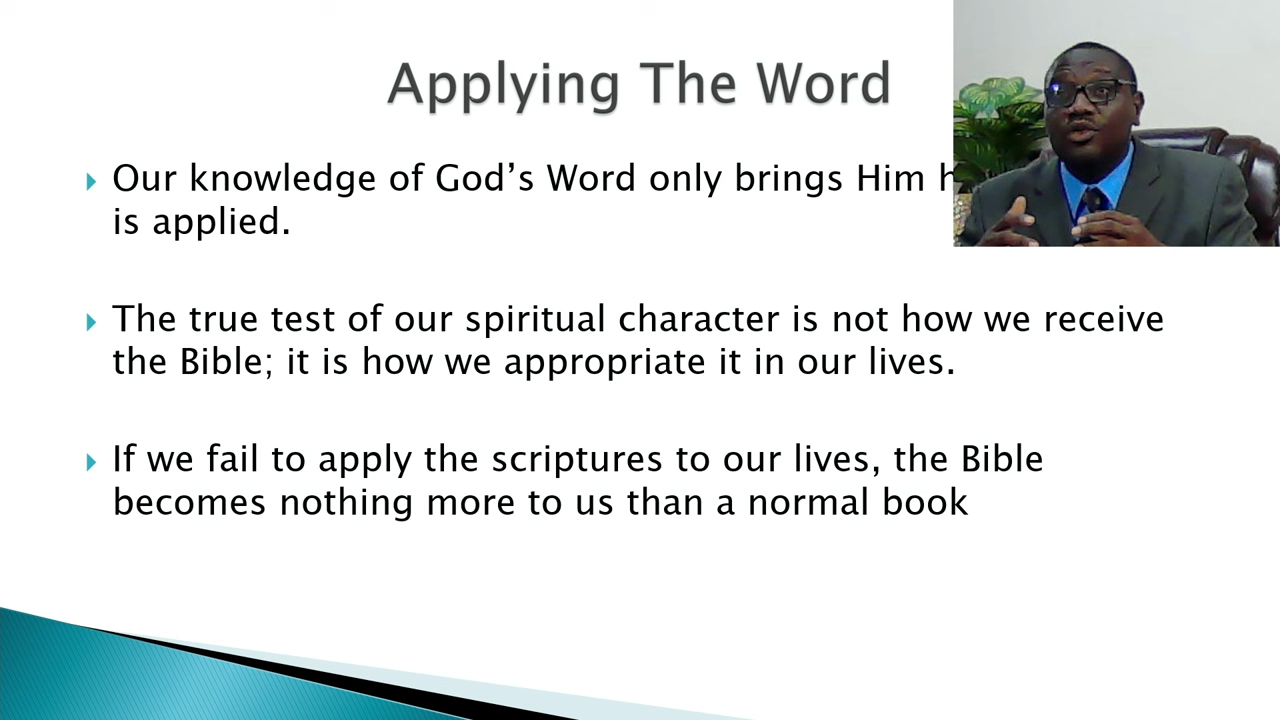 Applying The Word
Our knowledge of God’s Word only brings Him
is applied.
The true test of our spiritual character is not how we receive
the Bible; it is how we appropriate it in our lives.
If we fail to apply the scriptures to our lives, the Bible
becomes nothing more to us than a normal book